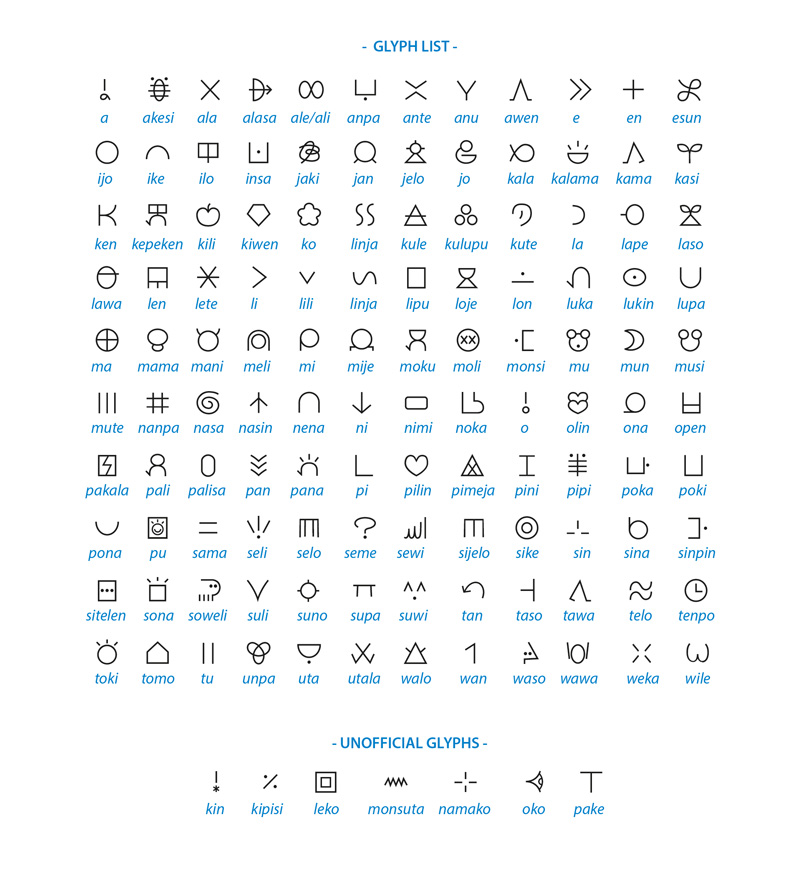 - GLYPH LIST -
a akesi ala alasa ale/ali anpa ante anu awen e en esun
ijo ike ilo insa jaki jan jelo jo kala kalama kama kasi
ken kepeken kili kiwen ko linja kule kulupu kute la lape laso
lawa len lete li lili linja lipu loje lon luka lukin lupa
ma mama mani meli mi mije moku moli monsi mu mun musi
mute nanpa nasa nasin nena ni nimi noka o olin ona open
pakala pali palisa pan pana pi pilin pimeja pini pipi poka poki
pona pu sama seli selo seme sewi sijelo sike sin sina sinpin
sitelen sona soweli suli suno supa suwi tan taso tawa telo tenpo
toki tomo tu unpa uta utala walo wan waso wawa weka wile
- UNOFFICIAL GLYPHS -
kin kipisi leko monsuta namako oko pake